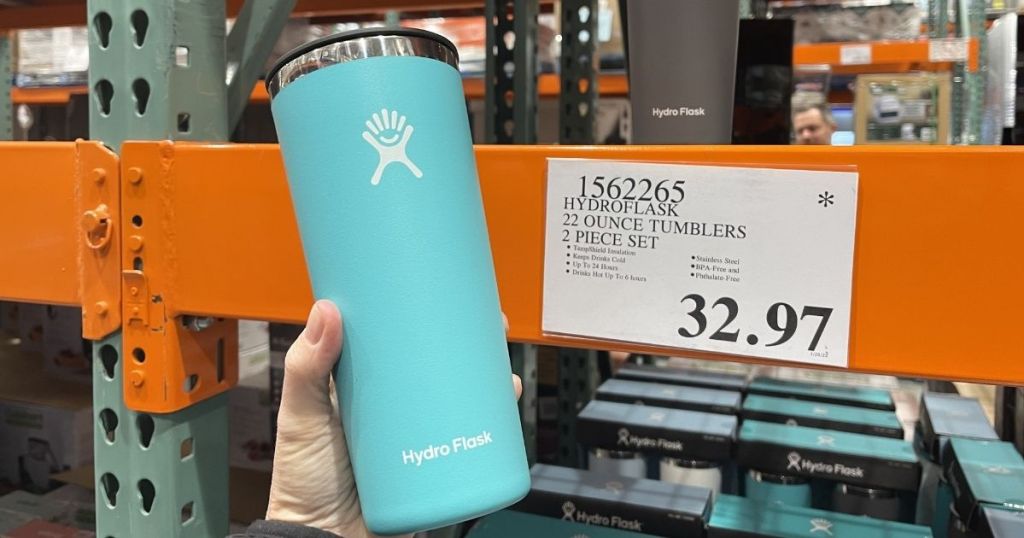 Hydro Flask
Hydro Flask
1562265
*
HYDROFLASK
22 OUNCE TUMBLERS
2 PIECE SET
• TempShield Insulation
• Keeps Drinks Cold
• Up To 24 Hours
• Drinks Hot Up To 6 hours
• Stainless Steel
• BPA-Free and
• Phthalate-Free
32.97
Hydro Flask
Hydro Flask
Hydro Flask